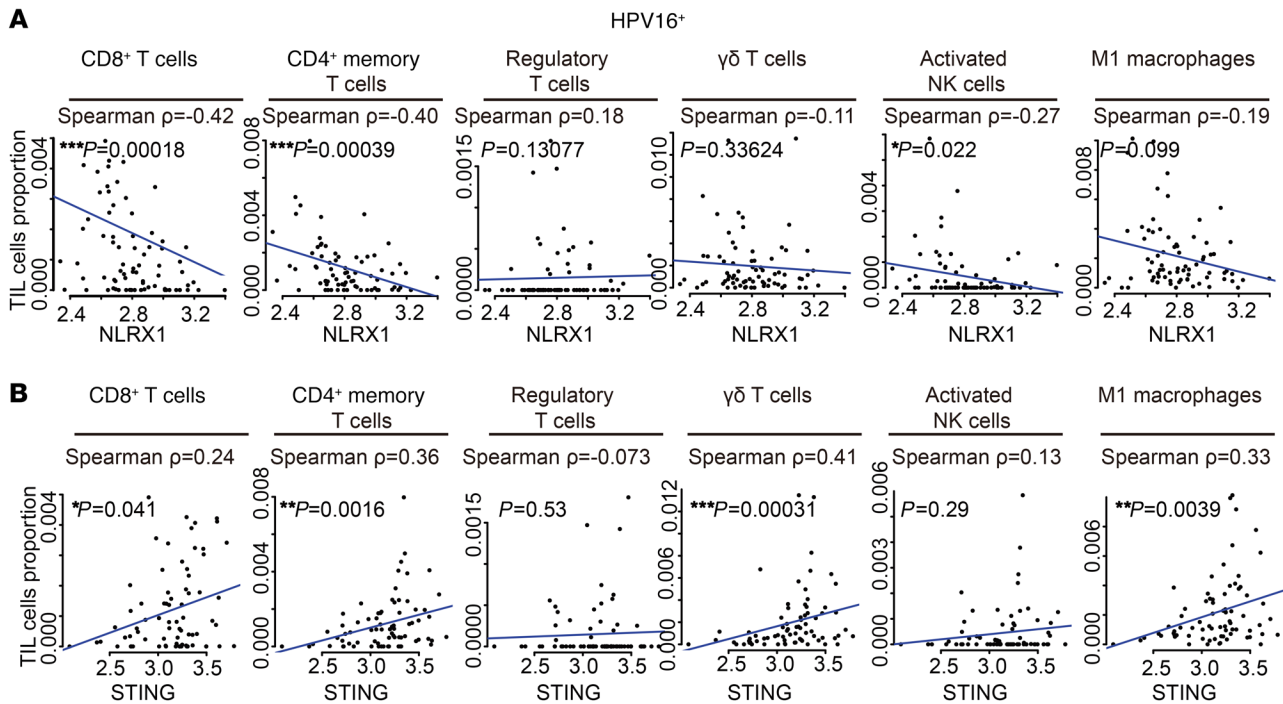 A
HPV16⁺
CD8⁺ T cells
CD4⁺ memory
T cells
Regulatory
T cells
γδ T cells
Activated
NK cells
M1 macrophages
Spearman ρ=-0.42
Spearman ρ=-0.40
Spearman ρ=0.18
Spearman ρ=-0.11
Spearman ρ=-0.27
Spearman ρ=-0.19
***P=0.00018
***P=0.00039
P=0.13077
P=0.33624
*P=0.022
P=0.099
TIL cells proportion
0.004
0.000
0.008
0.004
0.000
0.0015
0.0000
0.010
0.000
0.004
0.000
0.008
0.000
2.4 2.8 3.2
2.4 2.8 3.2
2.4 2.8 3.2
2.4 2.8 3.2
2.4 2.8 3.2
2.4 2.8 3.2
NLRX1
NLRX1
NLRX1
NLRX1
NLRX1
NLRX1
B
CD8⁺ T cells
CD4⁺ memory
T cells
Regulatory
T cells
γδ T cells
Activated
NK cells
M1 macrophages
Spearman ρ=0.24
Spearman ρ=0.36
Spearman ρ=-0.073
Spearman ρ=0.41
Spearman ρ=0.13
Spearman ρ=0.33
*P=0.041
**P=0.0016
P=0.53
***P=0.00031
P=0.29
**P=0.0039
TIL cells proportion
0.004
0.000
0.008
0.004
0.000
0.0015
0.0000
0.012
0.006
0.000
0.006
0.003
0.000
0.006
0.000
2.5 3.0 3.5
2.5 3.0 3.5
2.5 3.0 3.5
2.5 3.0 3.5
2.5 3.0 3.5
2.5 3.0 3.5
STING
STING
STING
STING
STING
STING